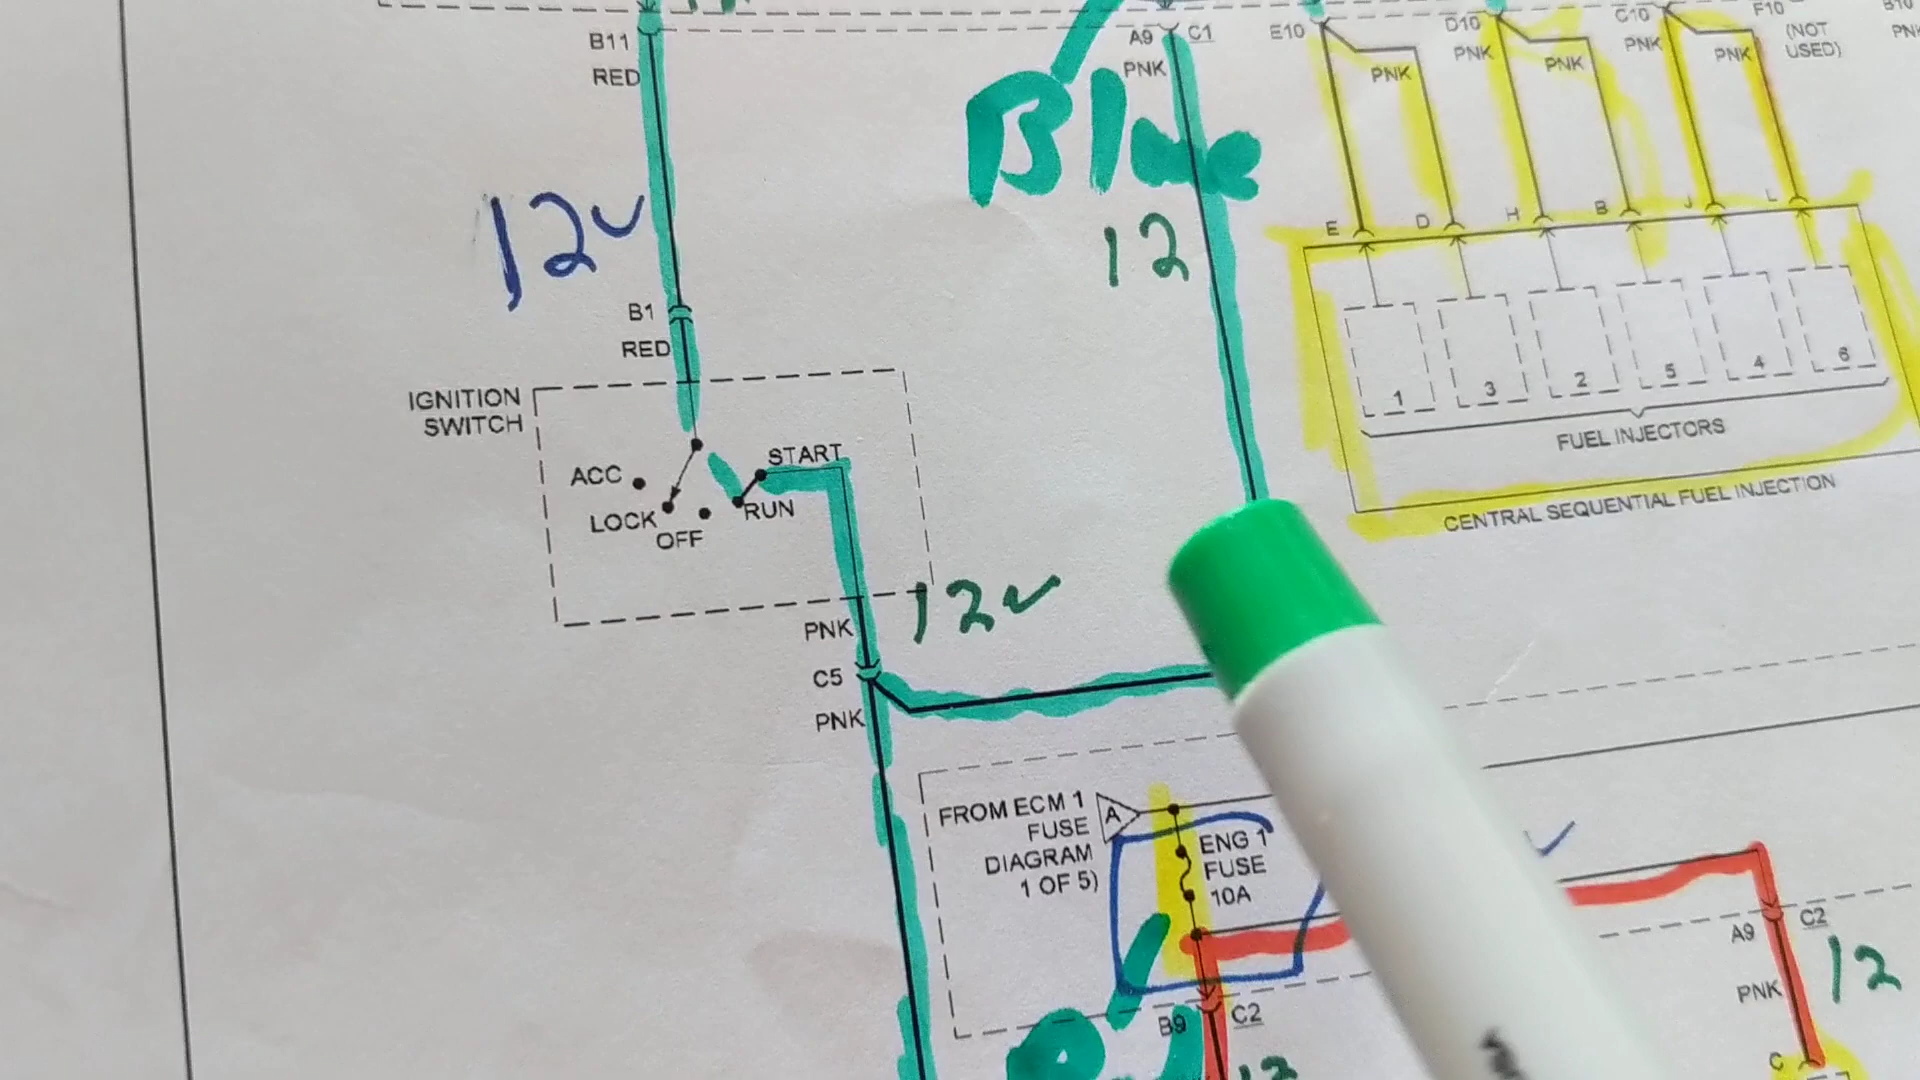 B11
RED
12v
B1
RED
IGNITION
SWITCH
ACC
LOCK
OFF
RUN
START
PNK
C5
PNK
12v
A9 C1
PNK
Blue
12
E10
PNK
D10
PNK
PNK
C10
PNK
PNK
F10
(NOT
USED)
B10
E D H B J L
1 3 2 5 4 6
FUEL INJECTORS
CENTRAL SEQUENTIAL FUEL INJECTION
FROM ECM 1
FUSE
DIAGRAM
1 OF 5)
A
ENG 1
FUSE
10A
B9 C2
12
A9 C2
PNK
12
C